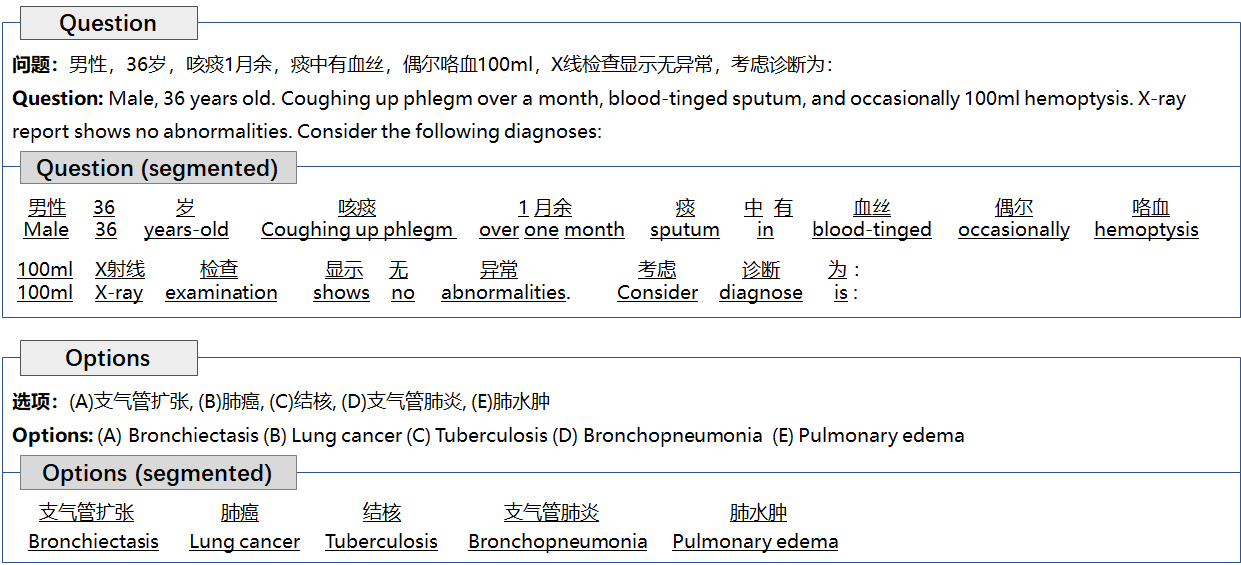 Question
问题：男性，36岁，咳痰1月余，痰中有血丝，偶尔咯血100ml，X线检查显示无异常，考虑诊断为：
Question: Male, 36 years old. Coughing up phlegm over a month, blood-tinged sputum, and occasionally 100ml hemoptysis. X-ray
report shows no abnormalities. Consider the following diagnoses:
Question (segmented)
男性 36 岁 咳痰 1 月余 痰 中 有 血丝 偶尔 咯血
Male 36 years-old Coughing up phlegm over one month sputum in blood-tinged occasionally hemoptysis
100ml X射线 检查 显示 无 异常 考虑 诊断 为：
100ml X-ray examination shows no abnormalities. Consider diagnose is :
Options
选项：(A)支气管扩张, (B)肺癌, (C)结核, (D)支气管肺炎, (E)肺水肿
Options: (A) Bronchiectasis (B) Lung cancer (C) Tuberculosis (D) Bronchopneumonia (E) Pulmonary edema
Options (segmented)
支气管扩张 肺癌 结核 支气管肺炎 肺水肿
Bronchiectasis Lung cancer Tuberculosis Bronchopneumonia Pulmonary edema